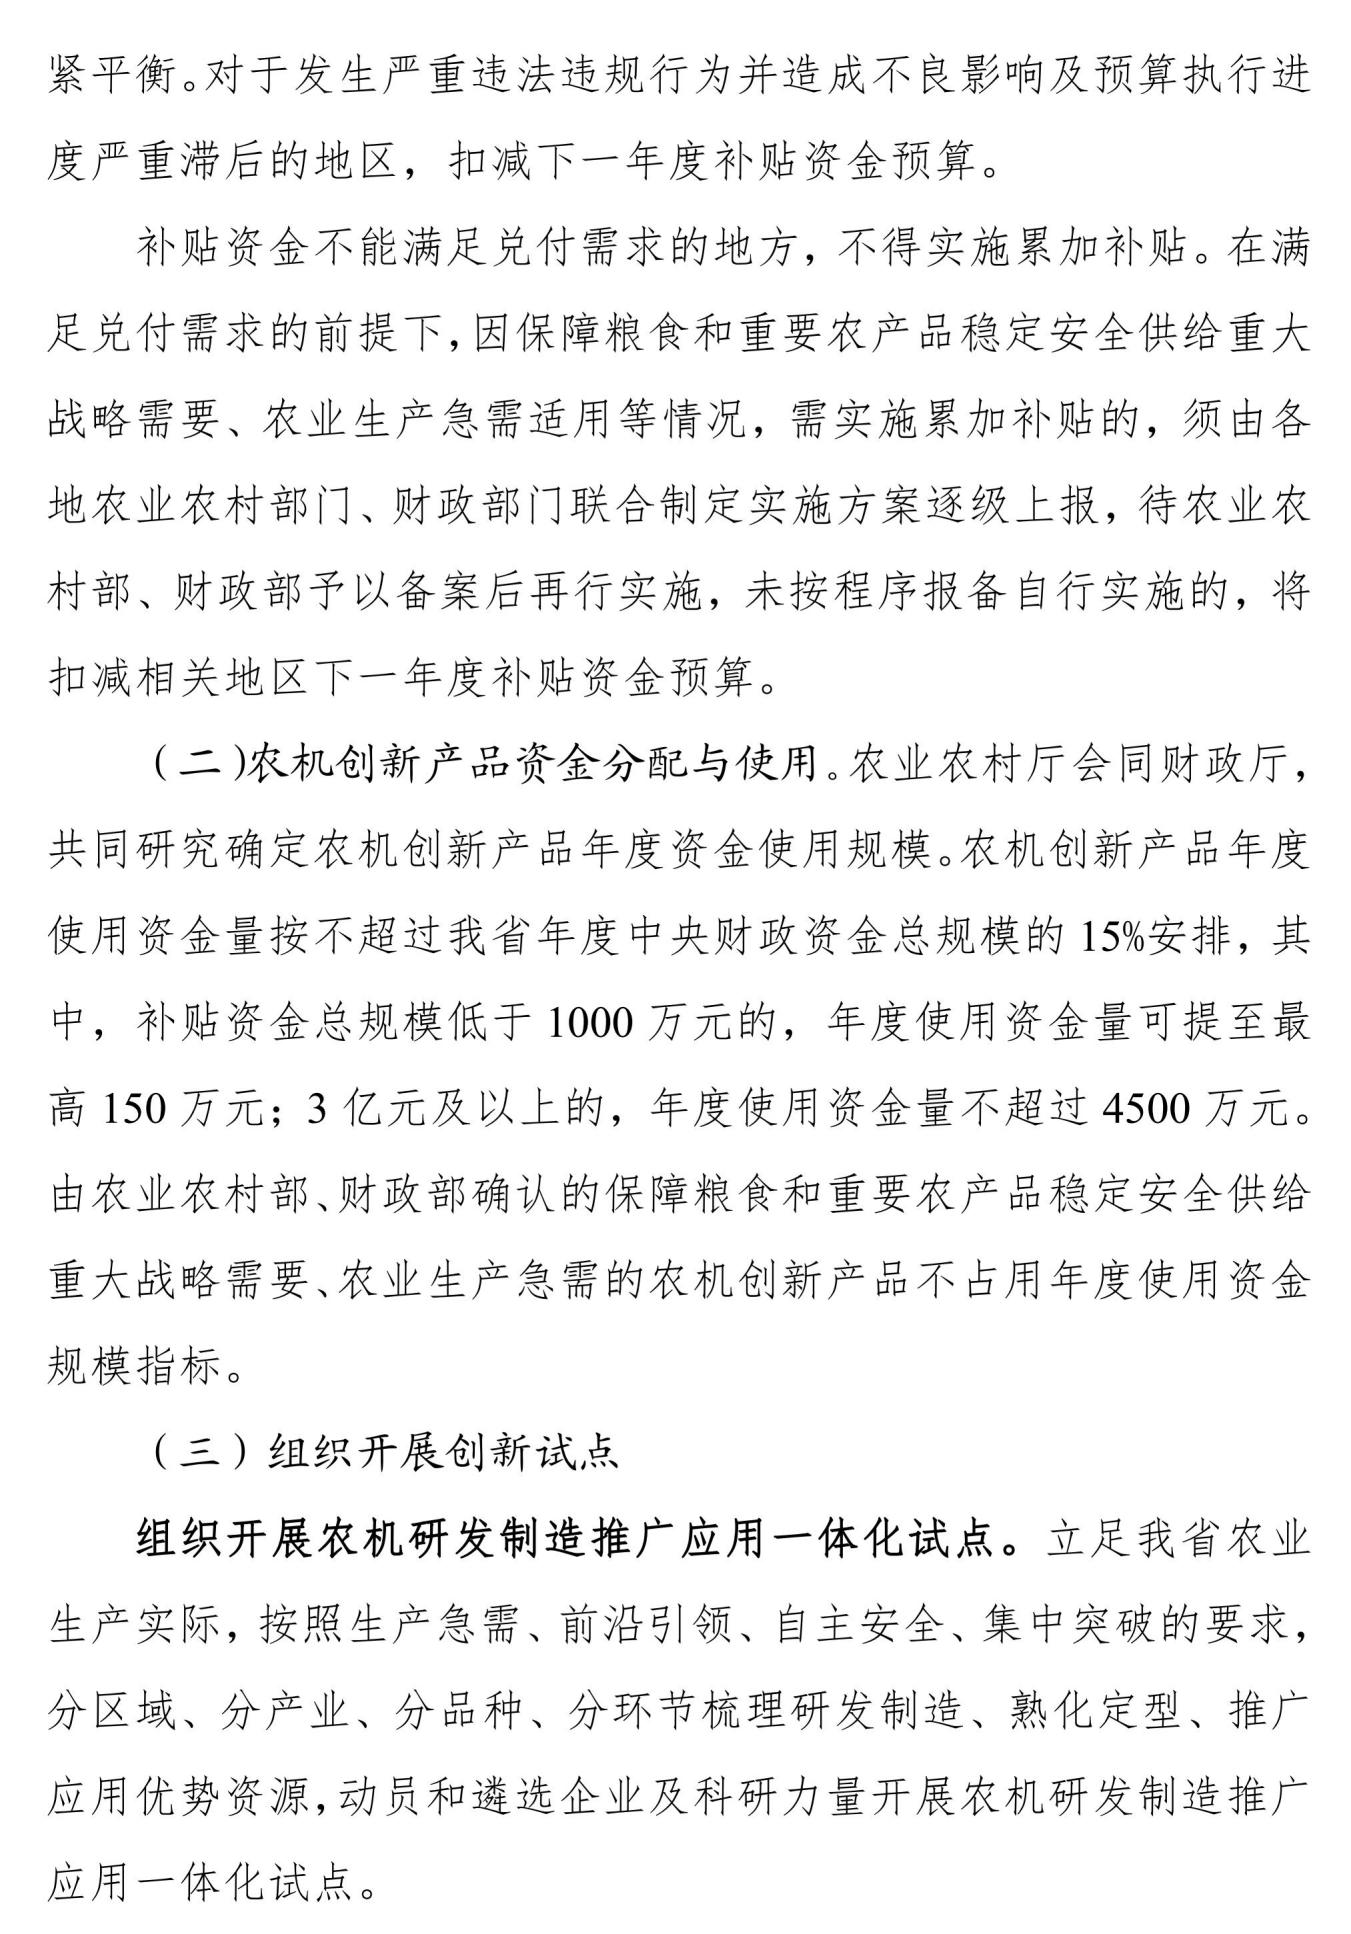 紧平衡。对于发生严重违法违规行为并造成不良影响及预算执行进
度严重滞后的地区，扣减下一年度补贴资金预算。
补贴资金不能满足兑付需求的地方，不得实施累加补贴。在满
足兑付需求的前提下，因保障粮食和重要农产品稳定安全供给重大
战略需要、农业生产急需适用等情况，需实施累加补贴的，须由各
地农业农村部门、财政部门联合制定实施方案逐级上报，待农业农
村部、财政部予以备案后再行实施，未按程序报备自行实施的，将
扣减相关地区下一年度补贴资金预算。
（二）农机创新产品资金分配与使用。农业农村厅会同财政厅，
共同研究确定农机创新产品年度资金使用规模。农机创新产品年度
使用资金量按不超过我省年度中央财政资金总规模的 15%安排，其
中，补贴资金总规模低于 1000 万元的，年度使用资金量可提至最
高 150 万元；3 亿元及以上的，年度使用资金量不超过 4500 万元。
由农业农村部、财政部确认的保障粮食和重要农产品稳定安全供给
重大战略需要、农业生产急需的农机创新产品不占用年度使用资金
规模指标。
（三）组织开展创新试点
组织开展农机研发制造推广应用一体化试点。立足我省农业
生产实际，按照生产急需、前沿引领、自主安全、集中突破的要求，
分区域、分产业、分品种、分环节梳理研发制造、熟化定型、推广
应用优势资源，动员和遴选企业及科研力量开展农机研发制造推广
应用一体化试点。